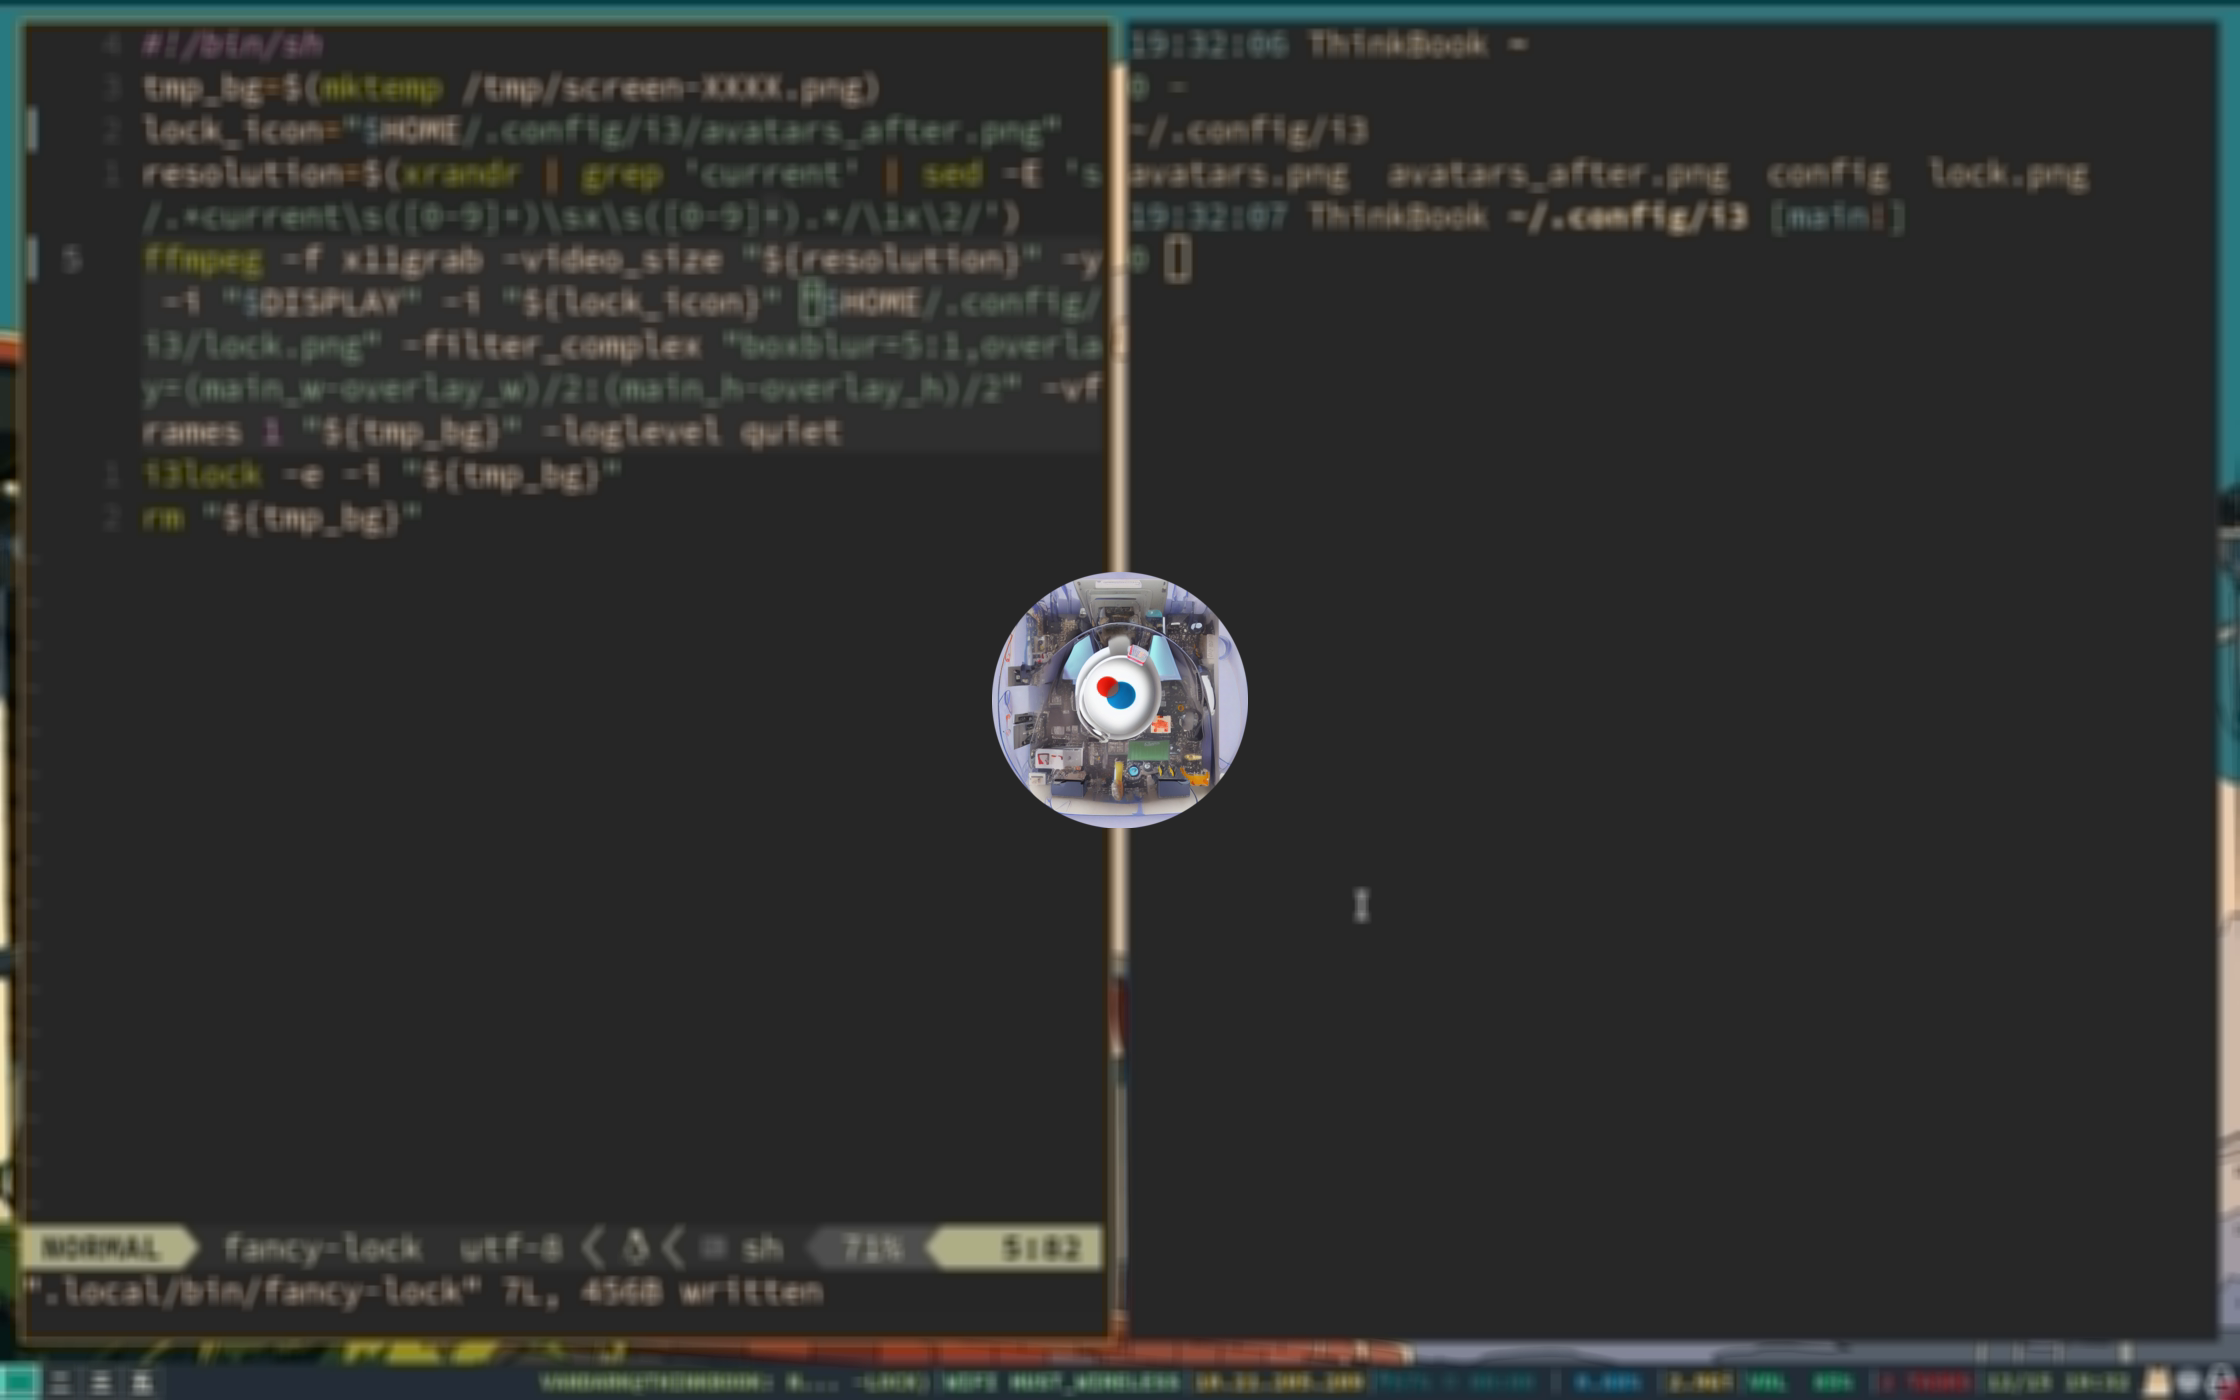 4 #!/bin/sh
3 tmp_bg=$(mktemp /tmp/screen-XXXX.png)
2 lock_icon="$HOME/.config/i3/avatars_after.png"
1 resolution=$(xrandr | grep 'current' | sed -E 's
/.*current\s([0-9]*)\sx\s([0-9]*).*/\1x\2/')
5 ffmpeg -f x11grab -video_size "${resolution}" -y
-i "$DISPLAY" -i "${lock_icon}" "$HOME/.config/
i3/lock.png" -filter_complex "boxblur=5:1,overla
y=(main_w-overlay_w)/2:(main_h-overlay_h)/2" -vf
rames 1 "${tmp_bg}" -loglevel quiet
1 i3lock -e -i "${tmp_bg}"
2 rm "${tmp_bg}"
NORMAL fancy-lock utf-8 sh 71% 5:82
".local/bin/fancy-lock" 7L, 456B written
19:32:06 ThinkBook ~
0 -
~/.config/i3
avatars.png avatars_after.png config lock.png
19:32:07 ThinkBook ~/.config/i3 [main!]
0